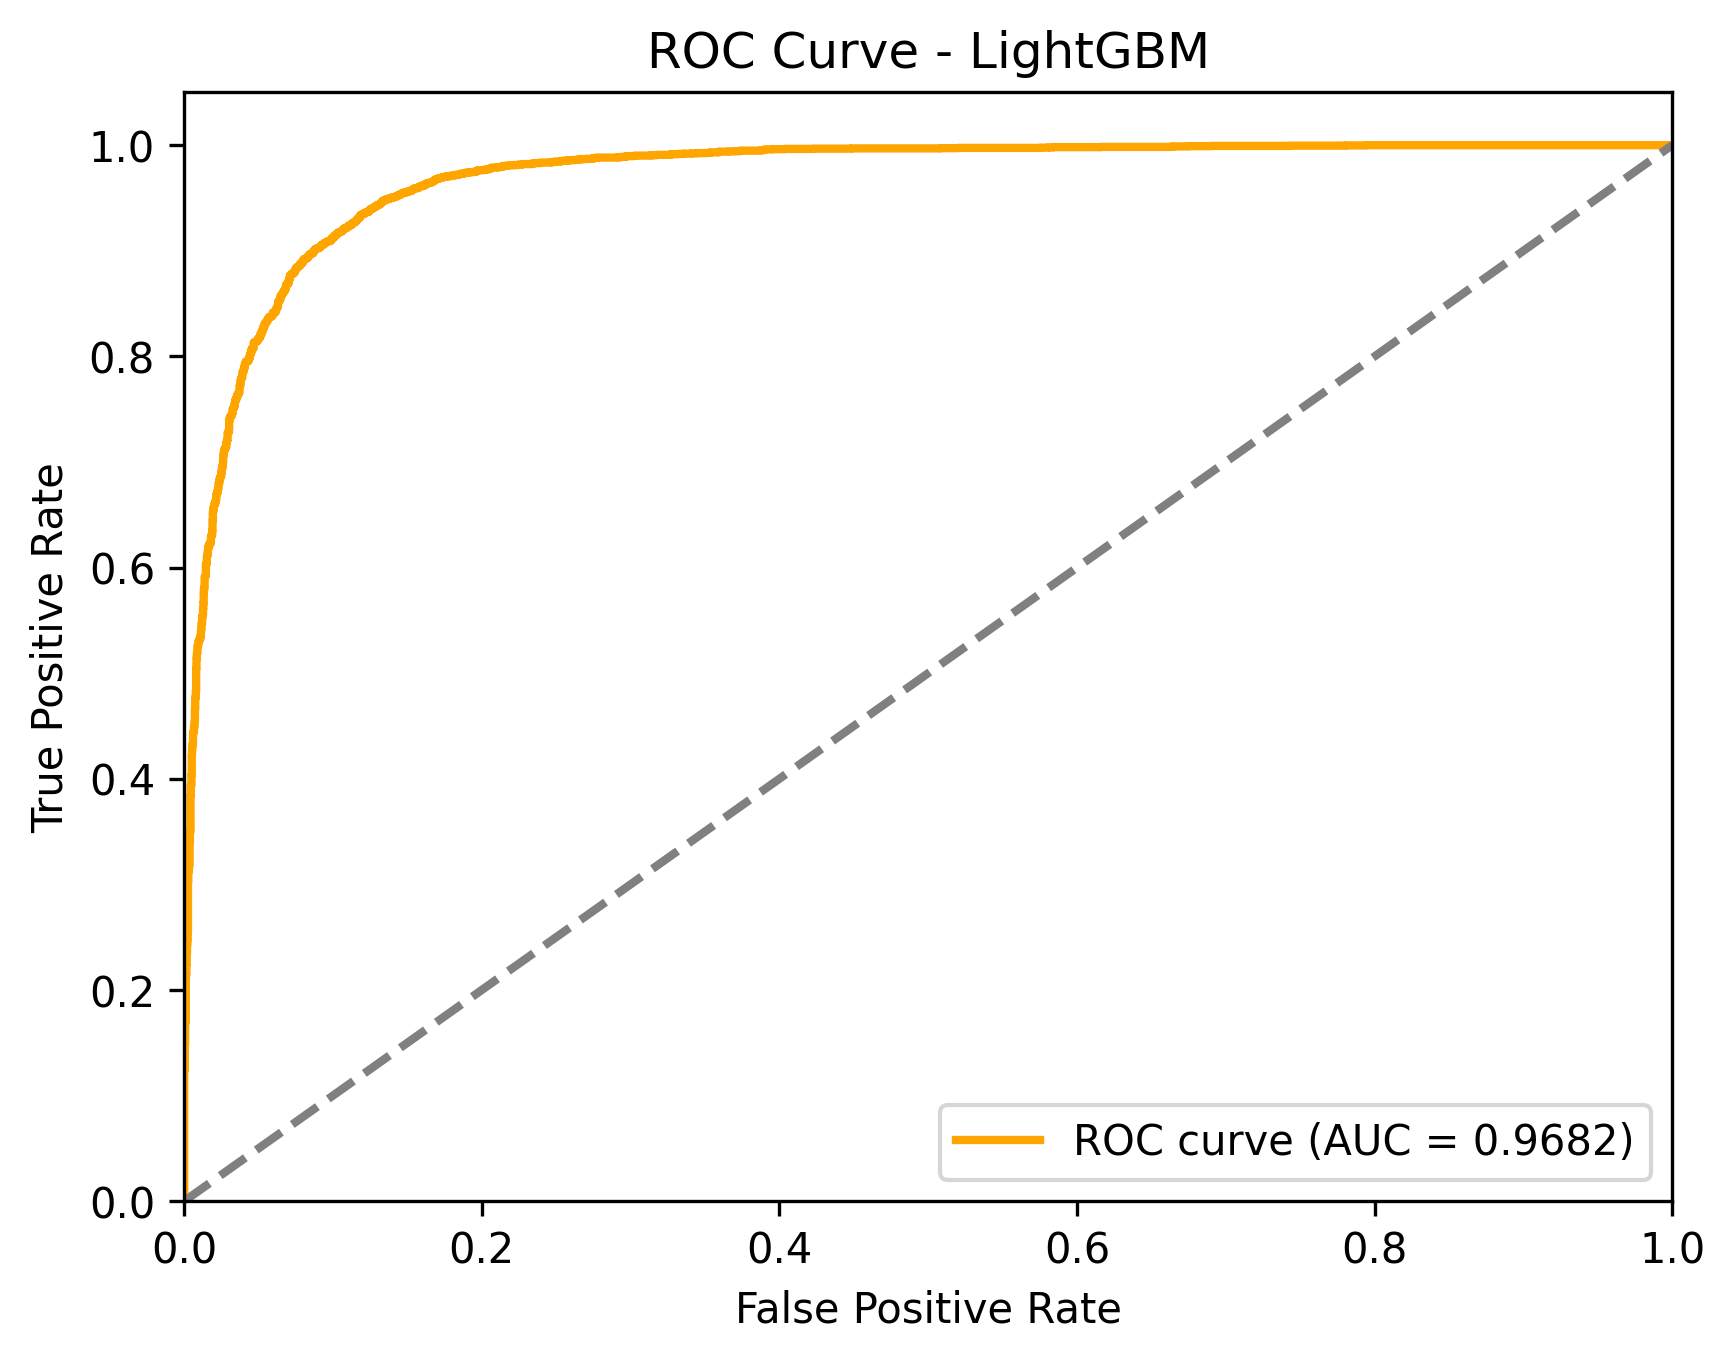 ROC Curve - LightGBM
True Positive Rate
1.0
0.8
0.6
0.4
0.2
0.0
ROC curve (AUC = 0.9682)
0.0 0.2 0.4 0.6 0.8 1.0
False Positive Rate